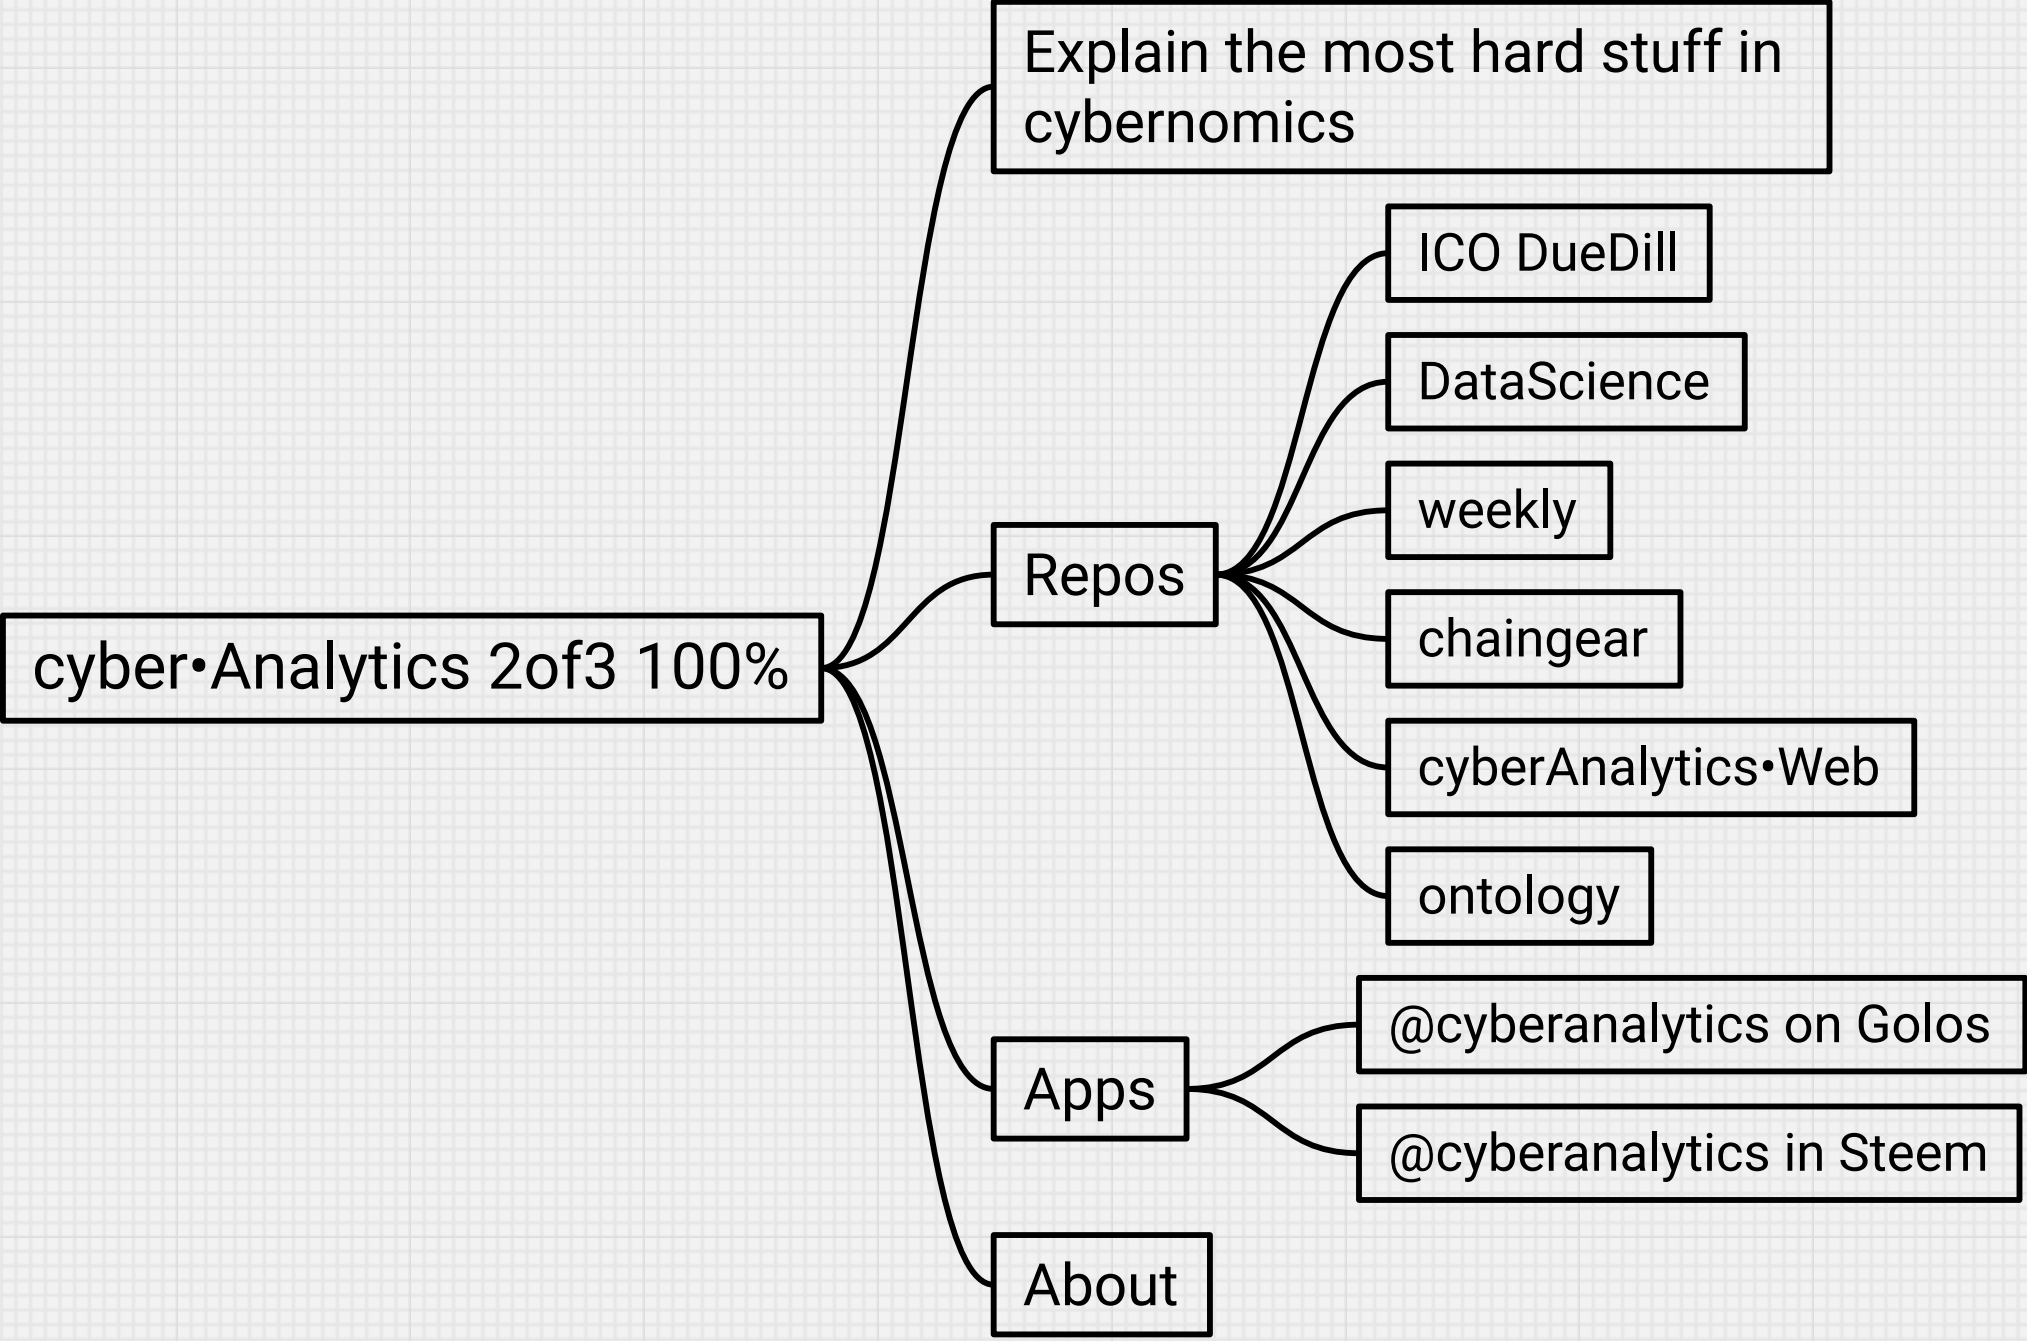 Explain the most hard stuff in
cybernomics
ICO DueDill
DataScience
weekly
Repos
chaingear
cyber•Analytics 2of3 100%
cyberAnalytics•Web
ontology
@cyberanalytics on Golos
Apps
@cyberanalytics in Steem
About